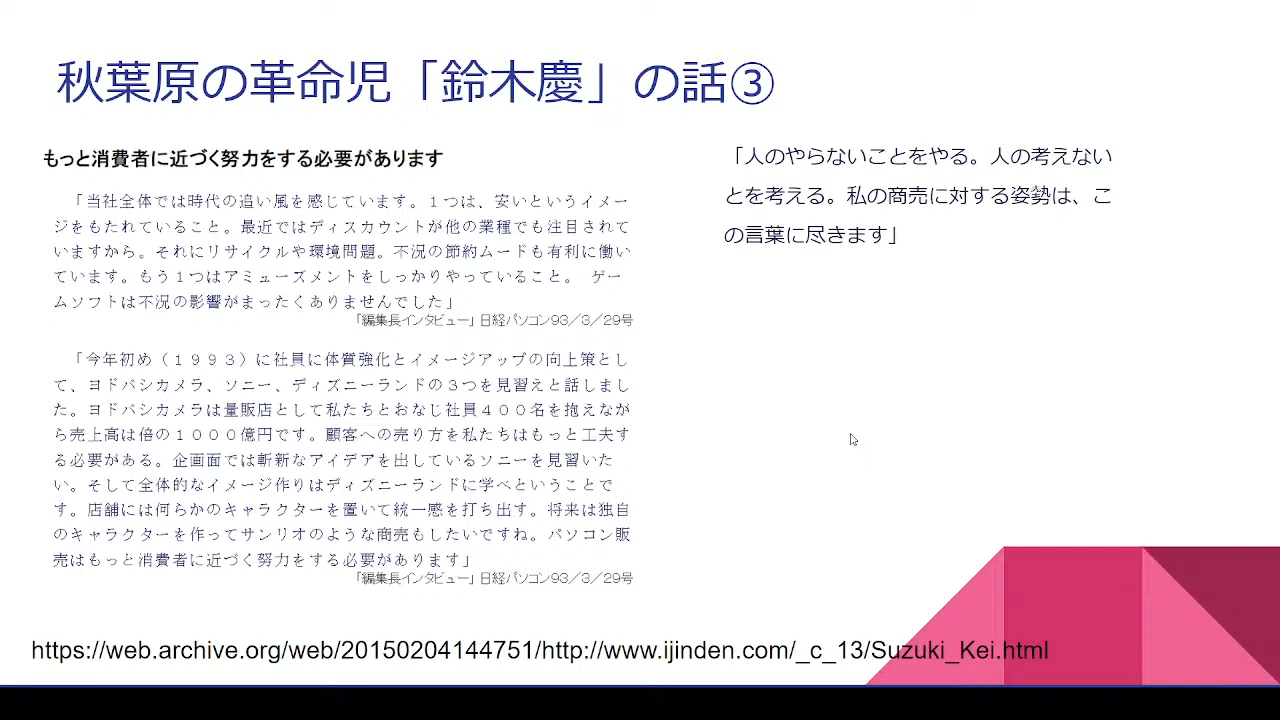 秋葉原の革命児「鈴木慶」の話③
もっと消費者に近づく努力をする必要があります
「当社全体では時代の追い風を感じています。１つは、安いというイメー
ジをもたれていること。最近ではディスカウントが他の業種でも注目されて
いますから。それにリサイクルや環境問題。不況の節約ムードも有利に働い
ています。もう１つはアミューズメントをしっかりやっていること。 ゲー
ムソフトは不況の影響がまったくありませんでした」
「編集長インタビュー」日経パソコン93／3／29号
「今年初め（１９９３）に社員に体質強化とイメージアップの向上策とし
て、ヨドバシカメラ、ソニー、ディズニーランドの３つを見習えと話しまし
た。ヨドバシカメラは量販店として私たちとおなじ社員４００名を抱えなが
ら売上高は倍の１０００億円です。顧客への売り方を私たちはもっと工夫す
る必要がある。企画面では斬新なアイデアを出しているソニーを見習いた
い。そして全体的なイメージ作りはディズニーランドに学べということで
す。店舗には何らかのキャラクターを置いて統一感を打ち出す。将来は独自
のキャラクターを作ってサンリオのような商売もしたいですね。パソコン販
売はもっと消費者に近づく努力をする必要があります」
「編集長インタビュー」日経パソコン93／3／29号
「人のやらないことをやる。人の考えない
とを考える。私の商売に対する姿勢は、こ
の言葉に尽きます」
https://web.archive.org/web/20150204144751/http://www.ijinden.com/_c_13/Suzuki_Kei.html